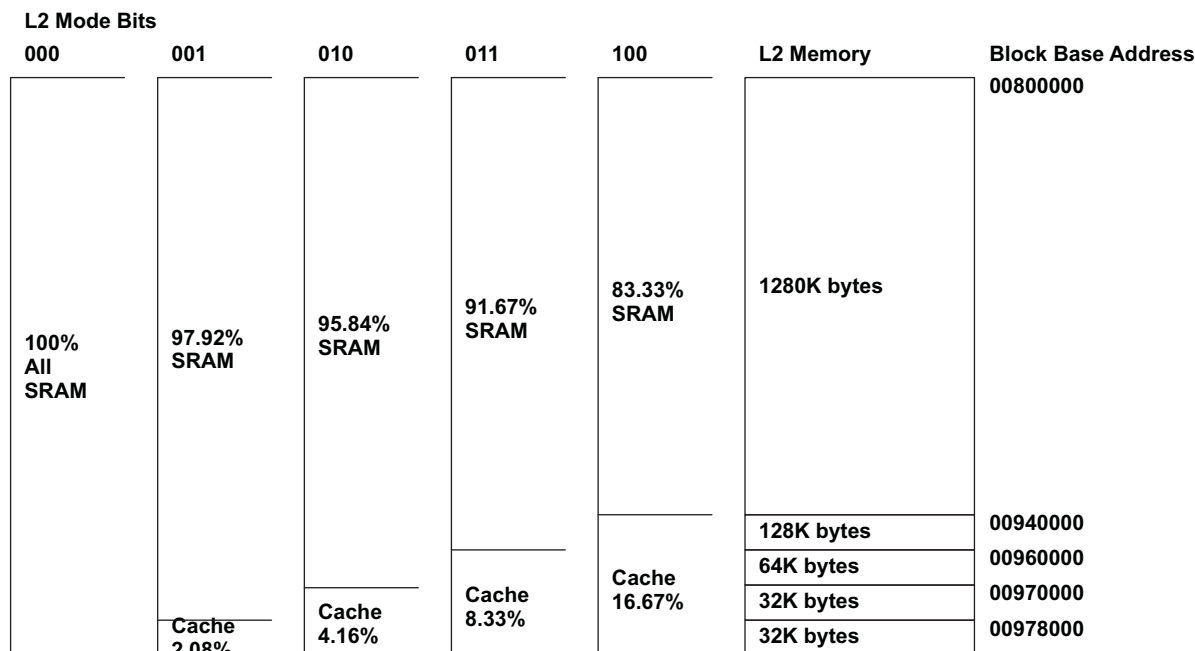 L2 Mode Bits
000 001 010 011 100 L2 Memory Block Base Address
00800000
100%
All
SRAM
97.92%
SRAM
95.84%
SRAM
91.67%
SRAM
83.33%
SRAM
1280K bytes
Cache
2.08%
Cache
4.16%
Cache
8.33%
Cache
16.67%
128K bytes
64K bytes
32K bytes
32K bytes
00940000
00960000
00970000
00978000